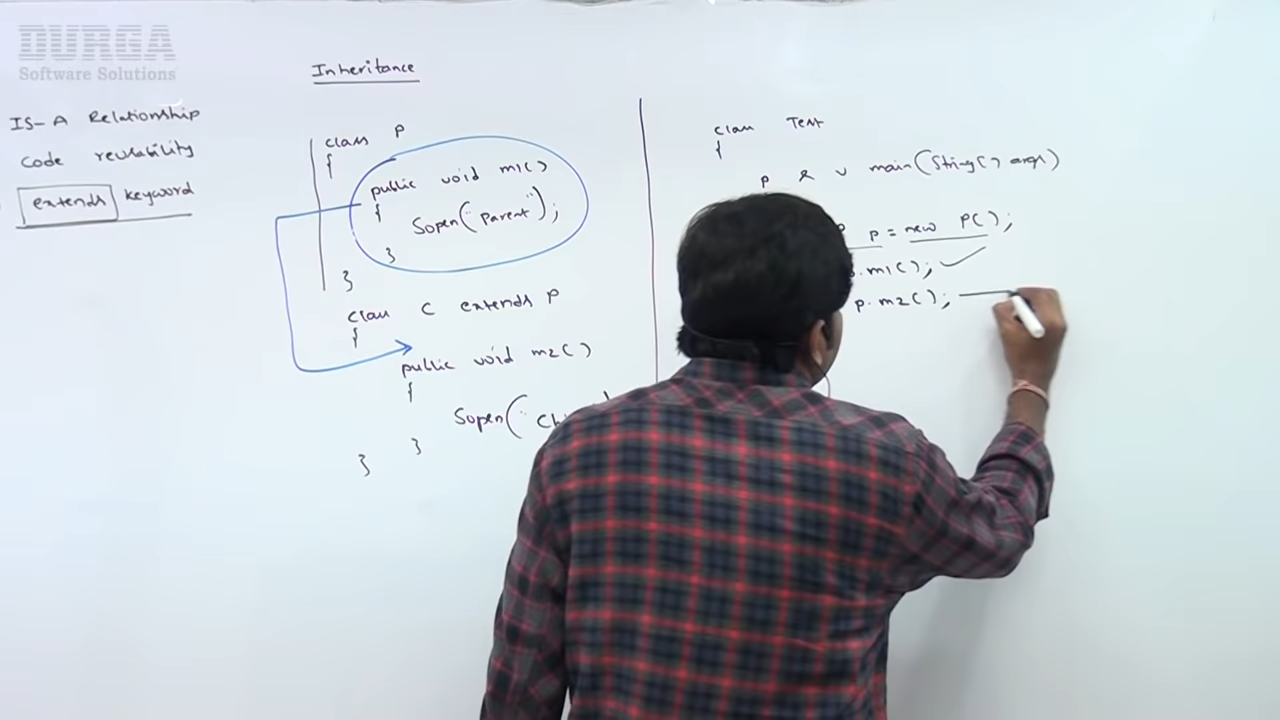 DURGA
Software Solutions
Inheritance
IS-A Relationship
code reusability
extends keyword
class P
{
public void m1()
{
Sopln("parent");
}
}
class C extends P
{
public void m2()
{
Sopln("
}
}
class Test
{
p s v main(String[] args)
P p = new P();
.m1();
p.m2();